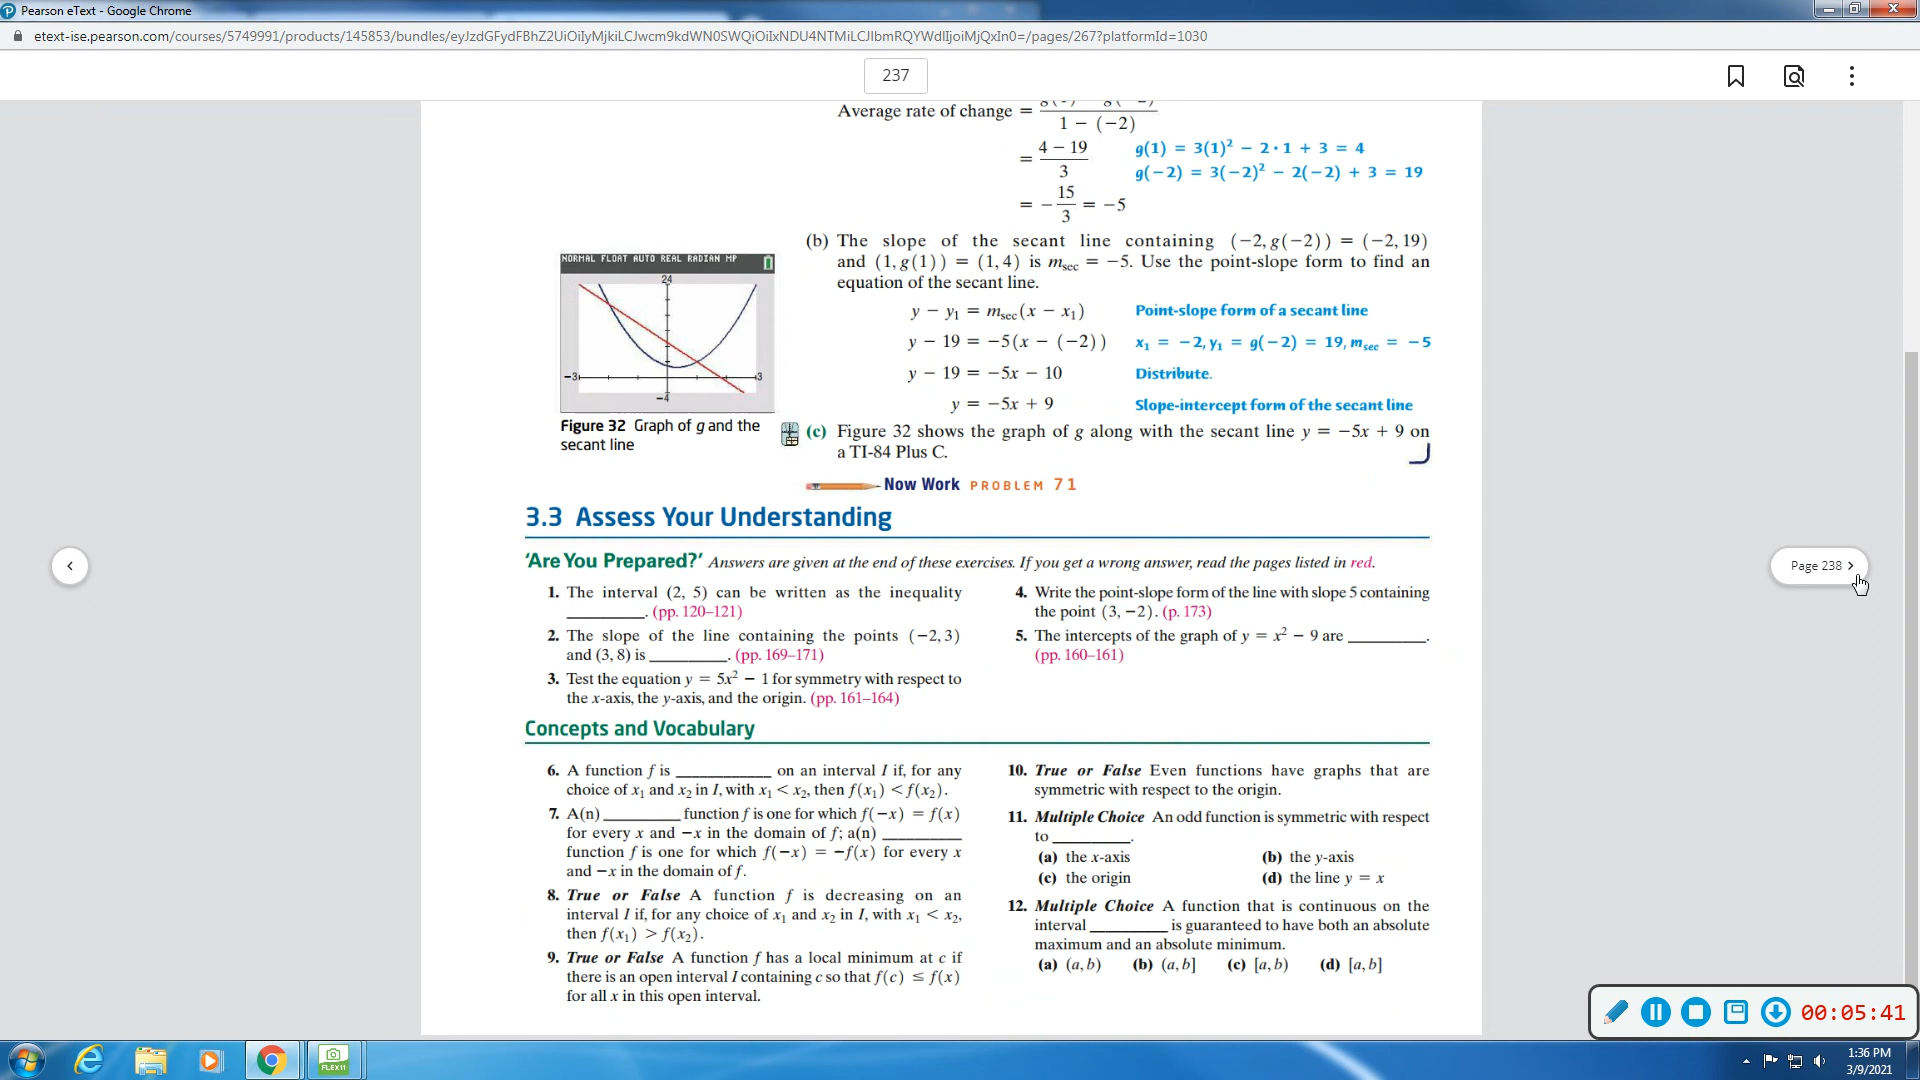 Pearson eText - Google Chrome
etext-ise.pearson.com/courses/5749991/products/145853/bundles/eyJzdGFydFBhZ2UiOiIyMjkiLCJwcm9kdWN0SWQiOiIxNDU4NTMiLCJlbmRQYWdlIjoiMjQxIn0=/pages/267?platformId=1030
237
Average rate of change =
1 − (−2)
= 4 − 19 / 3 g(1) = 3(1)² − 2 · 1 + 3 = 4
g(−2) = 3(−2)² − 2(−2) + 3 = 19
= − 15 / 3 = −5
(b) The slope of the secant line containing (−2, g(−2)) = (−2, 19)
and (1, g(1)) = (1, 4) is m_sec = −5. Use the point-slope form to find an
equation of the secant line.
y − y₁ = m_sec(x − x₁) Point-slope form of a secant line
y − 19 = −5(x − (−2)) x₁ = −2, y₁ = g(−2) = 19, m_sec = −5
y − 19 = −5x − 10 Distribute.
y = −5x + 9 Slope-intercept form of the secant line
NORMAL FLOAT AUTO REAL RADIAN MP
24
−3
3
−4
Figure 32 Graph of g and the
secant line
(c) Figure 32 shows the graph of g along with the secant line y = −5x + 9 on
a TI-84 Plus C.
Now Work PROBLEM 71
3.3 Assess Your Understanding
'Are You Prepared?' Answers are given at the end of these exercises. If you get a wrong answer, read the pages listed in red.
1. The interval (2, 5) can be written as the inequality
__________. (pp. 120–121)
2. The slope of the line containing the points (−2, 3)
and (3, 8) is __________. (pp. 169–171)
3. Test the equation y = 5x² − 1 for symmetry with respect to
the x-axis, the y-axis, and the origin. (pp. 161–164)
4. Write the point-slope form of the line with slope 5 containing
the point (3, −2). (p. 173)
5. The intercepts of the graph of y = x² − 9 are __________.
(pp. 160–161)
Page 238
Concepts and Vocabulary
6. A function f is ____________ on an interval I if, for any
choice of x₁ and x₂ in I, with x₁ < x₂, then f(x₁) < f(x₂).
7. A(n) __________ function f is one for which f(−x) = f(x)
for every x and −x in the domain of f; a(n) __________
function f is one for which f(−x) = −f(x) for every x
and −x in the domain of f.
8. True or False A function f is decreasing on an
interval I if, for any choice of x₁ and x₂ in I, with x₁ < x₂,
then f(x₁) > f(x₂).
9. True or False A function f has a local minimum at c if
there is an open interval I containing c so that f(c) ≤ f(x)
for all x in this open interval.
10. True or False Even functions have graphs that are
symmetric with respect to the origin.
11. Multiple Choice An odd function is symmetric with respect
to __________.
(a) the x-axis (b) the y-axis
(c) the origin (d) the line y = x
12. Multiple Choice A function that is continuous on the
interval __________ is guaranteed to have both an absolute
maximum and an absolute minimum.
(a) (a, b) (b) (a, b] (c) [a, b) (d) [a, b]
00:05:41
FLEX11
1:36 PM
3/9/2021